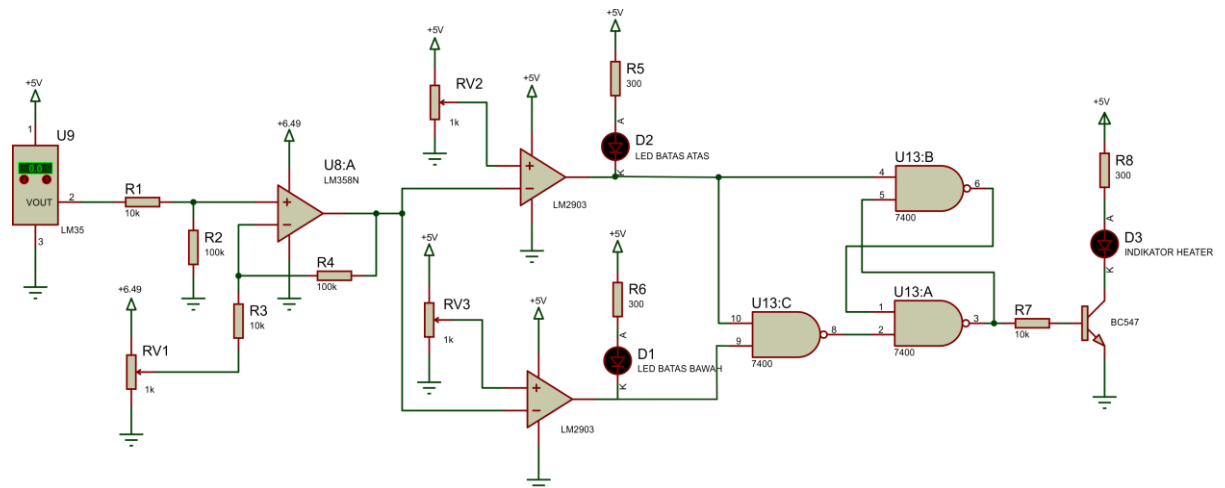 +5V
1
U9
0.0
VOUT
2
3
LM35
R1
10k
R2
100k
+6.49
U8:A
LM358N
+
−
R4
100k
R3
10k
+6.49
RV1
1k
+5V
RV2
1k
+5V
+
−
LM2903
+5V
RV3
1k
+5V
+
−
LM2903
+5V
R5
300
A
D2
LED BATAS ATAS
K
+5V
R6
300
A
D1
LED BATAS BAWAH
K
U13:B
4
5
6
7400
U13:C
10
9
8
7400
U13:A
1
2
3
7400
R7
10k
+5V
R8
300
A
D3
INDIKATOR HEATER
K
BC547